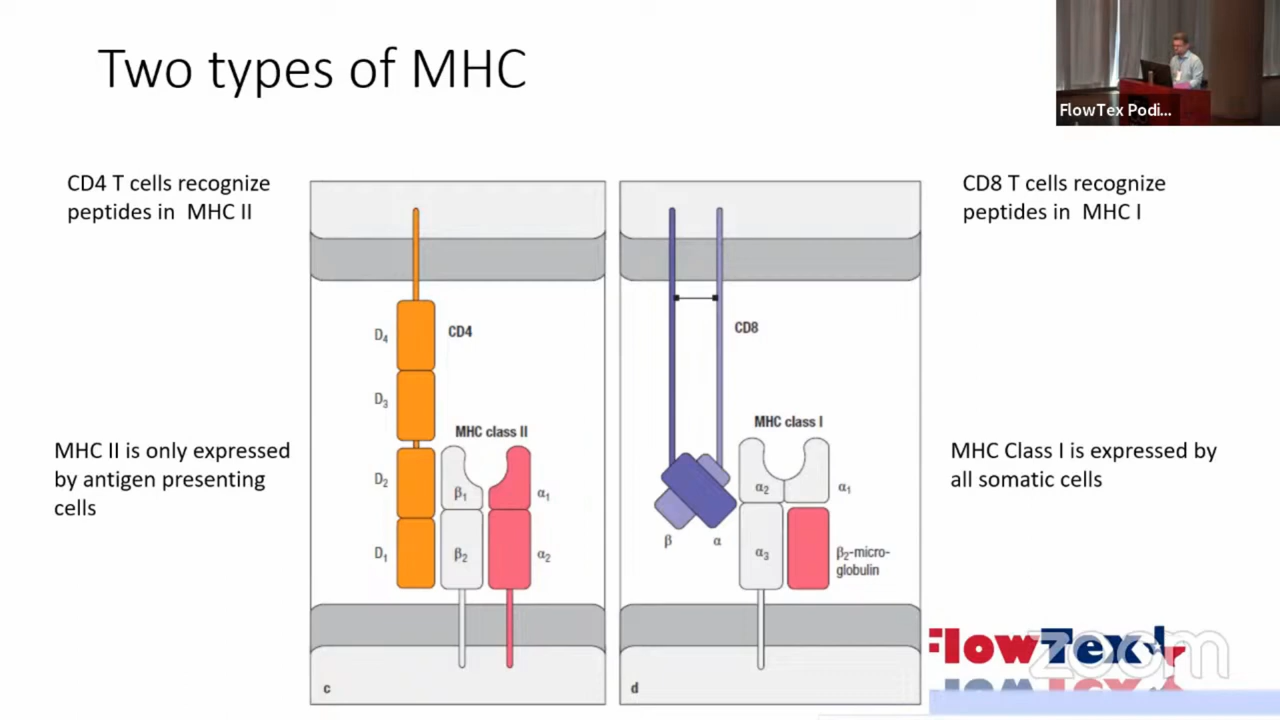 Two types of MHC
FlowTex Podi...
CD4 T cells recognize
peptides in MHC II
CD8 T cells recognize
peptides in MHC I
MHC II is only expressed
by antigen presenting
cells
MHC Class I is expressed by
all somatic cells
D₄
CD4
D₃
MHC class II
D₂
β₁
α₁
D₁
β₂
α₂
c
CD8
MHC class I
α₂
α₁
β
α
α₃
β₂-micro-
globulin
d
FlowTex
zoom